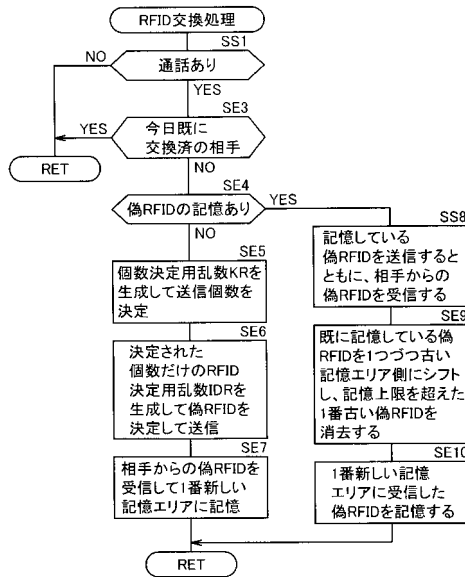 RFID交換処理
SS1
NO
通話あり
YES
SE3
YES
今日既に
交換済の相手
RET
NO
SE4
偽RFIDの記憶あり
YES
NO
SE5
個数決定用乱数KRを
生成して送信個数を
決定
SE6
決定された
個数だけのRFID
決定用乱数IDRを
生成して偽RFIDを
決定して送信
SE7
相手からの偽RFIDを
受信して1番新しい
記憶エリアに記憶
SS8
記憶している
偽RFIDを送信すると
ともに、相手からの
偽RFIDを受信する
SE9
既に記憶している偽
RFIDを1つづつ古い
記憶エリア側にシフト
し、記憶上限を超えた
1番古い偽RFIDを
消去する
SE10
1番新しい記憶
エリアに受信した
偽RFIDを記憶する
RET